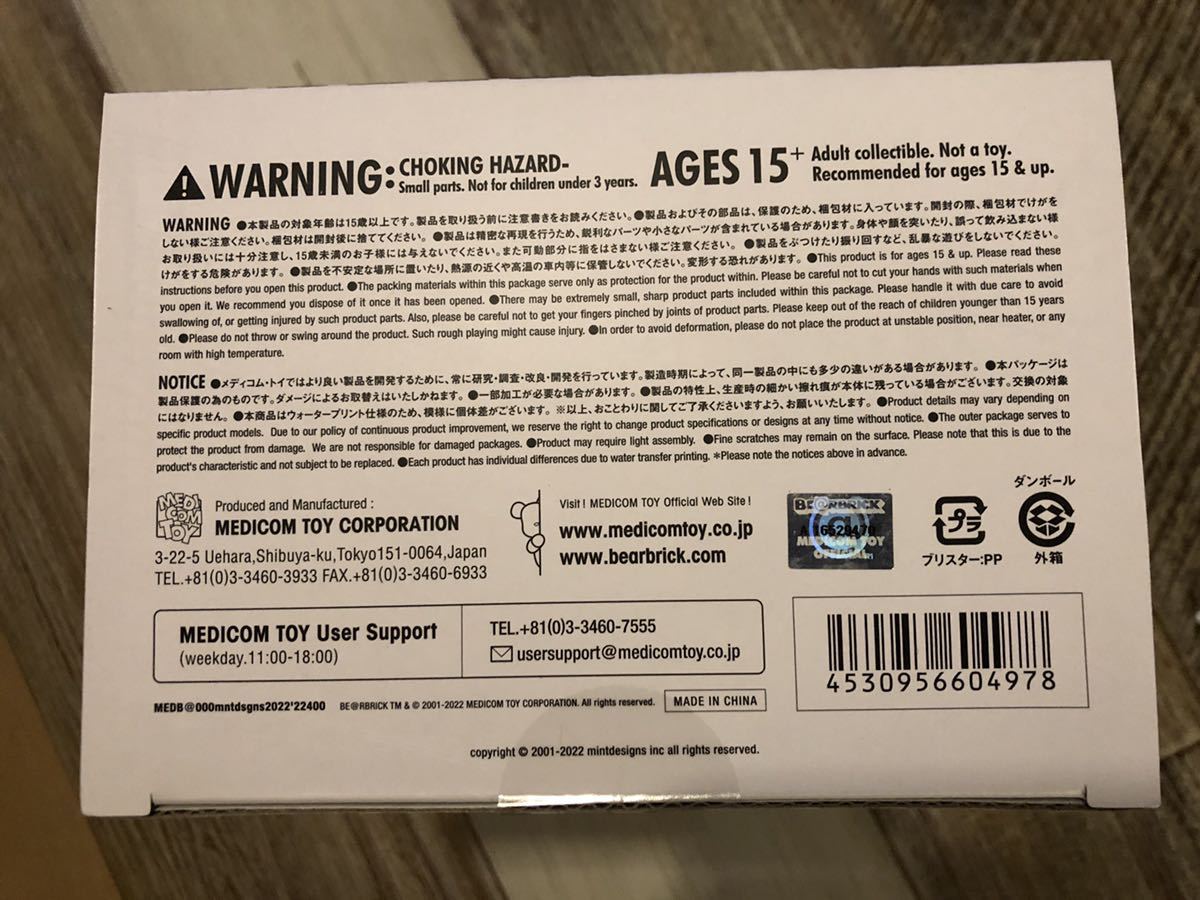 WARNING: CHOKING HAZARD-
Small parts. Not for children under 3 years.
AGES 15+ Adult collectible. Not a toy.
Recommended for ages 15 & up.
WARNING ●本製品の対象年齢は15歳以上です。製品を取り扱う前に注意書きをお読みください。●製品およびその部品は、保護のため、梱包材に入っています。開封の際、梱包材でけがを
しない様ご注意ください。梱包材は開封後に捨ててください。 ●製品は精密な再現を行うため、鋭利なパーツや小さなパーツが含まれている場合があります。身体や顔を突いたり、誤って飲み込まない様
お取り扱いには十分注意し、15歳未満のお子様には与えないでください。また可動部分に指をはさまない様ご注意ください。 ●製品をぶつけたり振り回すなど、乱暴な遊びをしないでください。
けがをする危険があります。 ●製品を不安定な場所に置いたり、熱源の近くや高温の車内等に保管しないでください。変形する恐れがあります。 ●This product is for ages 15 & up. Please read these
instructions before you open this product. ●The packing materials within this package serve only as protection for the product within. Please be careful not to cut your hands with such materials when
you open it. We recommend you dispose of it once it has been opened. ●There may be extremely small, sharp product parts included within this package. Please handle it with due care to avoid
swallowing of, or getting injured by such product parts. Also, please be careful not to get your fingers pinched by joints of product parts. Please keep out of the reach of children younger than 15 years
old. ●Please do not throw or swing around the product. Such rough playing might cause injury. ●In order to avoid deformation, please do not place the product at unstable position, near heater, or any
room with high temperature.
NOTICE ●メディコム・トイではより良い製品を開発するために、常に研究・調査・改良・開発を行っています。製造時期によって、同一製品の中にも多少の違いがある場合があります。 ●本パッケージは
製品保護の為のものです。ダメージによるお取替えはいたしかねます。 ●一部加工が必要な場合があります。 ●製品の特性上、生産時の細かい擦れ痕が本体に残っている場合がございます。交換の対象
にはなりません。 ●本商品はウォータープリント仕様のため、模様に個体差がございます。 ※以上、おことわりに関してご了承くださいますよう、お願いいたします。 ●Product details may vary depending on
specific product models. Due to our policy of continuous product improvement, we reserve the right to change product specifications or designs at any time without notice. ●The outer package serves to
protect the product from damage. We are not responsible for damaged packages. ●Product may require light assembly. ●Fine scratches may remain on the surface. Please note that this is due to the
product's characteristic and not subject to be replaced. ●Each product has individual differences due to water transfer printing. *Please note the notices above in advance.
MEDI
COM
TOY
Produced and Manufactured :
MEDICOM TOY CORPORATION
3-22-5 Uehara,Shibuya-ku,Tokyo151-0064,Japan
TEL.+81(0)3-3460-3933 FAX.+81(0)3-3460-6933
Visit ! MEDICOM TOY Official Web Site !
www.medicomtoy.co.jp
www.bearbrick.com
BE@RBRICK
MEDICOM TOY
OFFICIAL
プラ
ブリスター:PP
ダンボール
外箱
MEDICOM TOY User Support
(weekday.11:00-18:00)
TEL.+81(0)3-3460-7555
usersupport@medicomtoy.co.jp
4530956604978
MEDB@000mntdsgns2022'22400
BE@RBRICK TM & © 2001-2022 MEDICOM TOY CORPORATION. All rights reserved.
MADE IN CHINA
copyright © 2001-2022 mintdesigns inc all rights reserved.